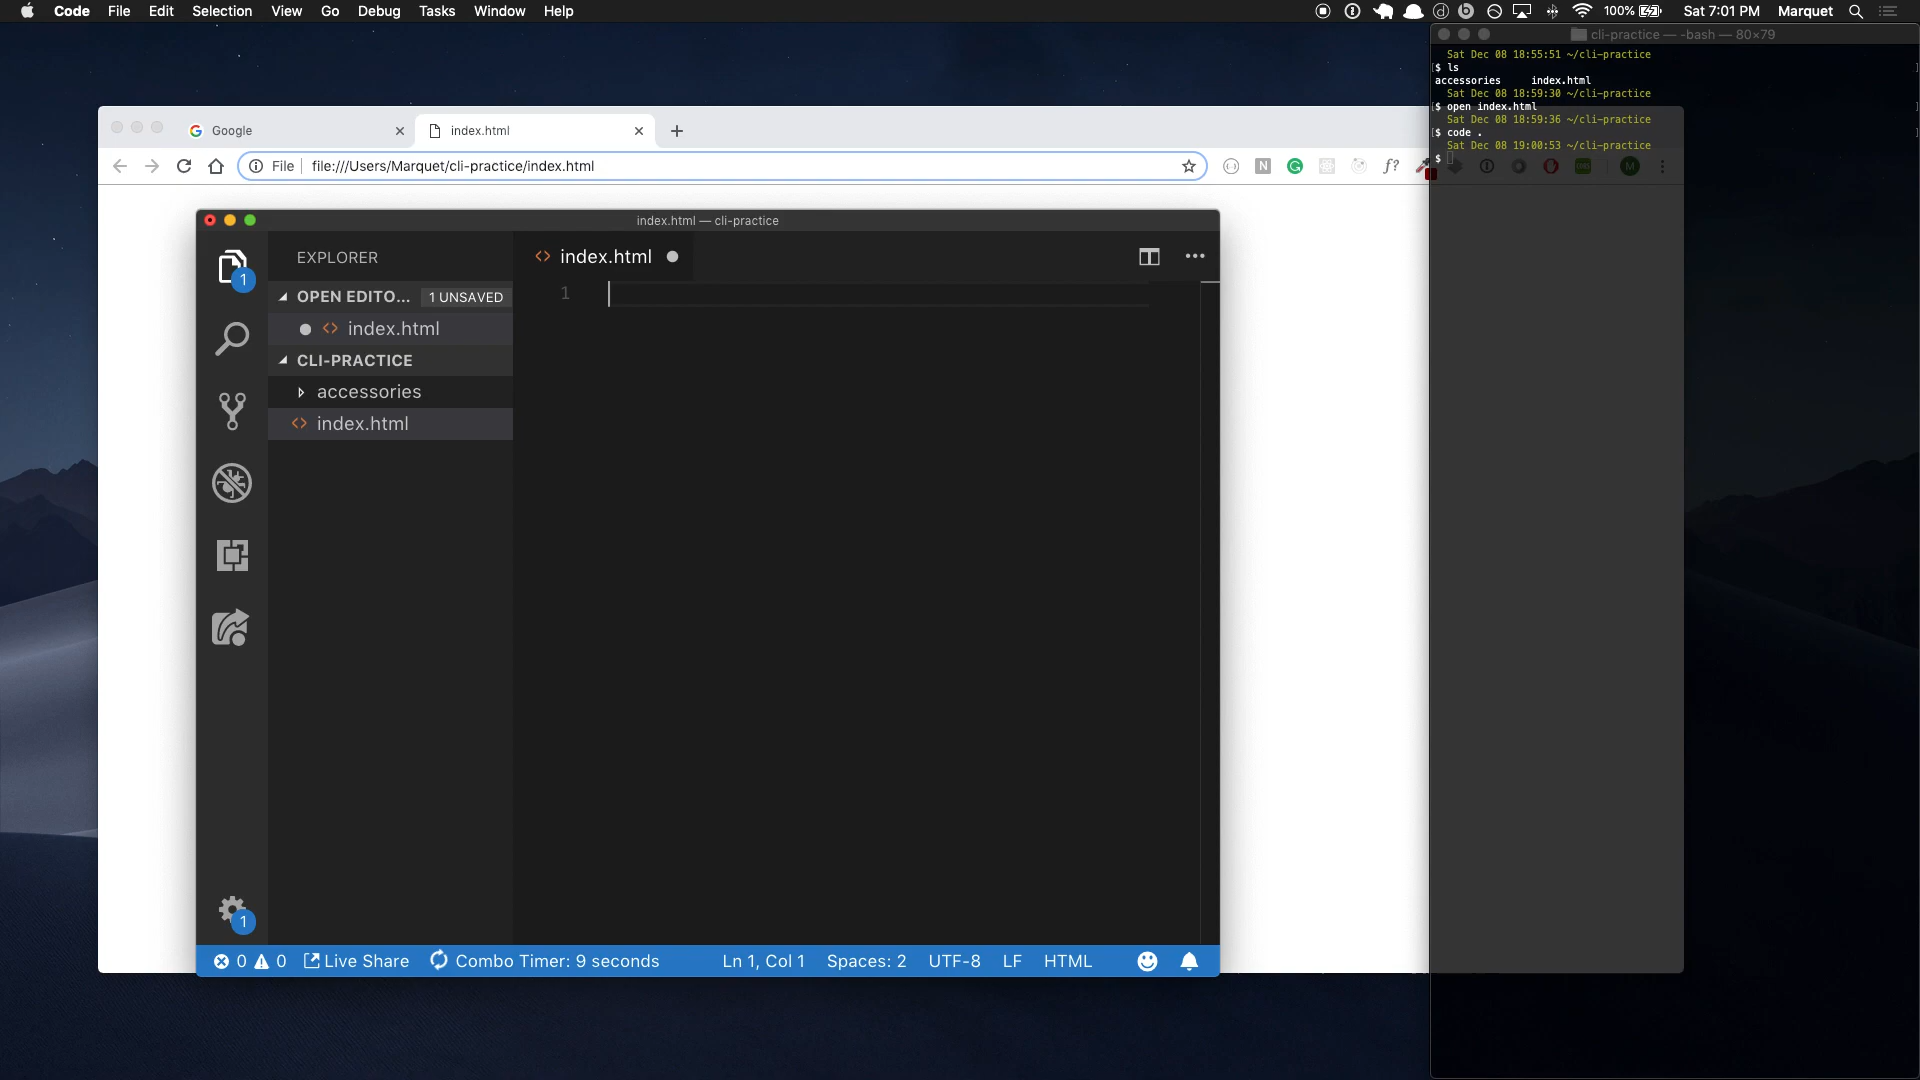 Code File Edit Selection View Go Debug Tasks Window Help
100% Sat 7:01 PM Marquet
cli-practice — -bash — 80×79
Sat Dec 08 18:55:51 ~/cli-practice
$ ls
accessories index.html
Sat Dec 08 18:59:30 ~/cli-practice
$ open index.html
Sat Dec 08 18:59:36 ~/cli-practice
$ code .
Sat Dec 08 19:00:53 ~/cli-practice
$
Google
index.html
File file:///Users/Marquet/cli-practice/index.html
N G f? M
index.html — cli-practice
EXPLORER
index.html
OPEN EDITO... 1 UNSAVED
1
index.html
CLI-PRACTICE
accessories
index.html
1
1
0 0 Live Share Combo Timer: 9 seconds Ln 1, Col 1 Spaces: 2 UTF-8 LF HTML